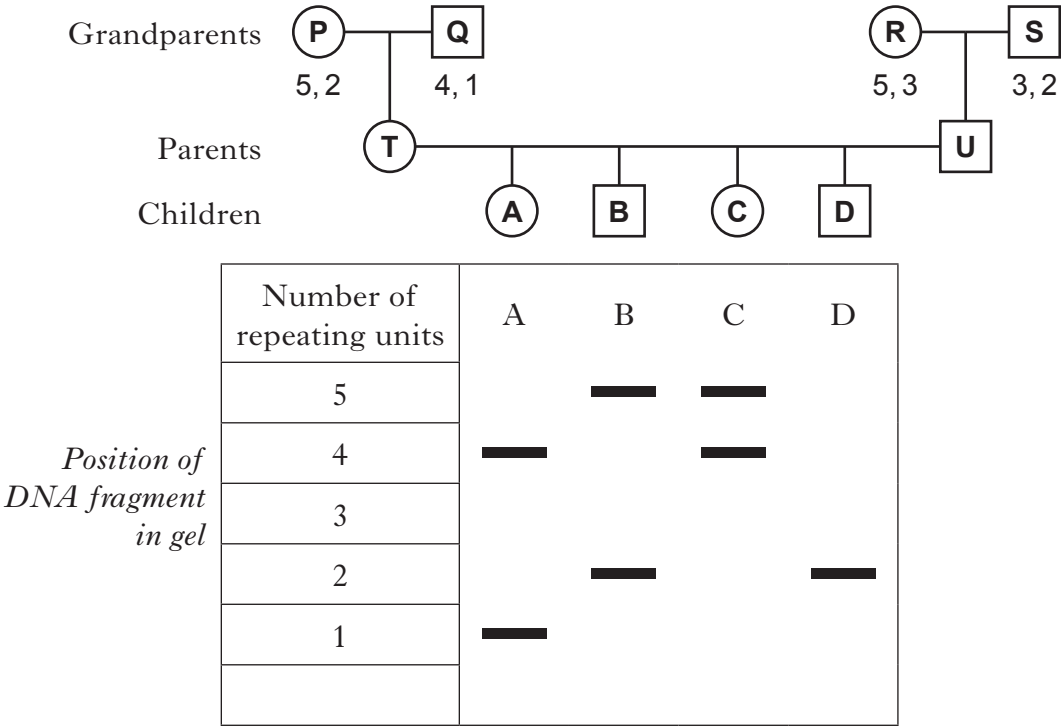 Grandparents P Q R S
5, 2 4, 1 5, 3 3, 2
Parents T U
Children A B C D
Number of
repeating units
A B C D
5
4
3
2
1
Position of
DNA fragment
in gel